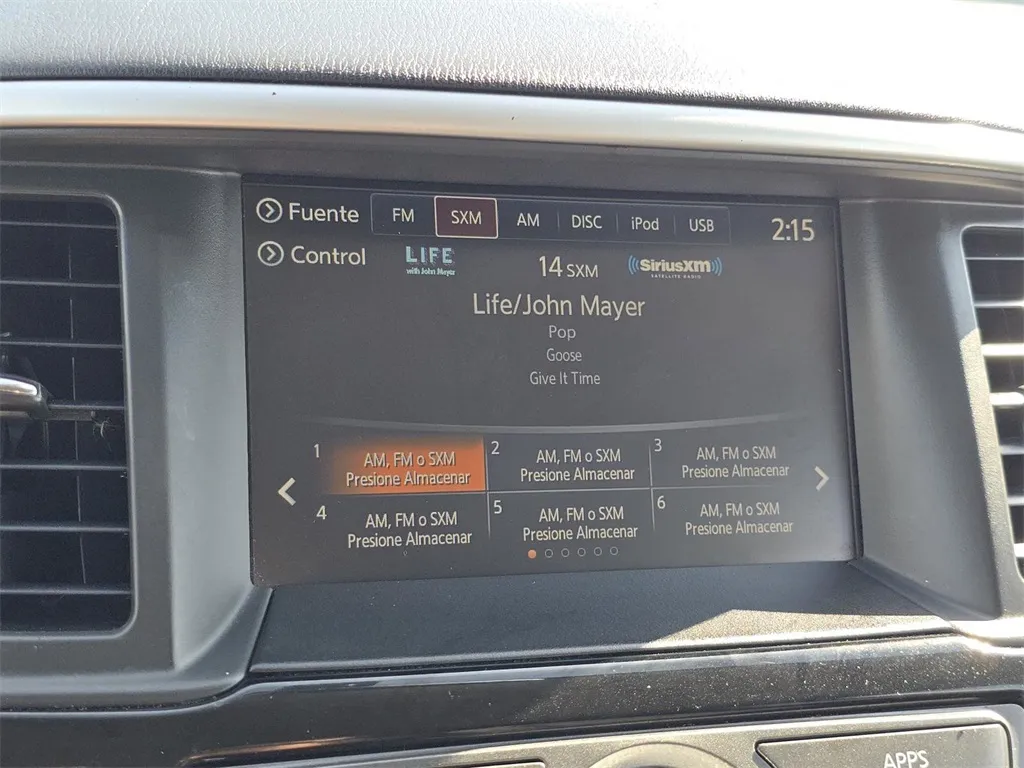 Fuente FM SXM AM DISC iPod USB 2:15
Control LIFE 14 SXM SiriusXM
with John Mayer SATELLITE RADIO
Life/John Mayer
Pop
Goose
Give It Time
1 AM, FM o SXM 2 AM, FM o SXM 3 AM, FM o SXM
Presione Almacenar Presione Almacenar Presione Almacenar
4 AM, FM o SXM 5 AM, FM o SXM 6 AM, FM o SXM
Presione Almacenar Presione Almacenar Presione Almacenar
APPS